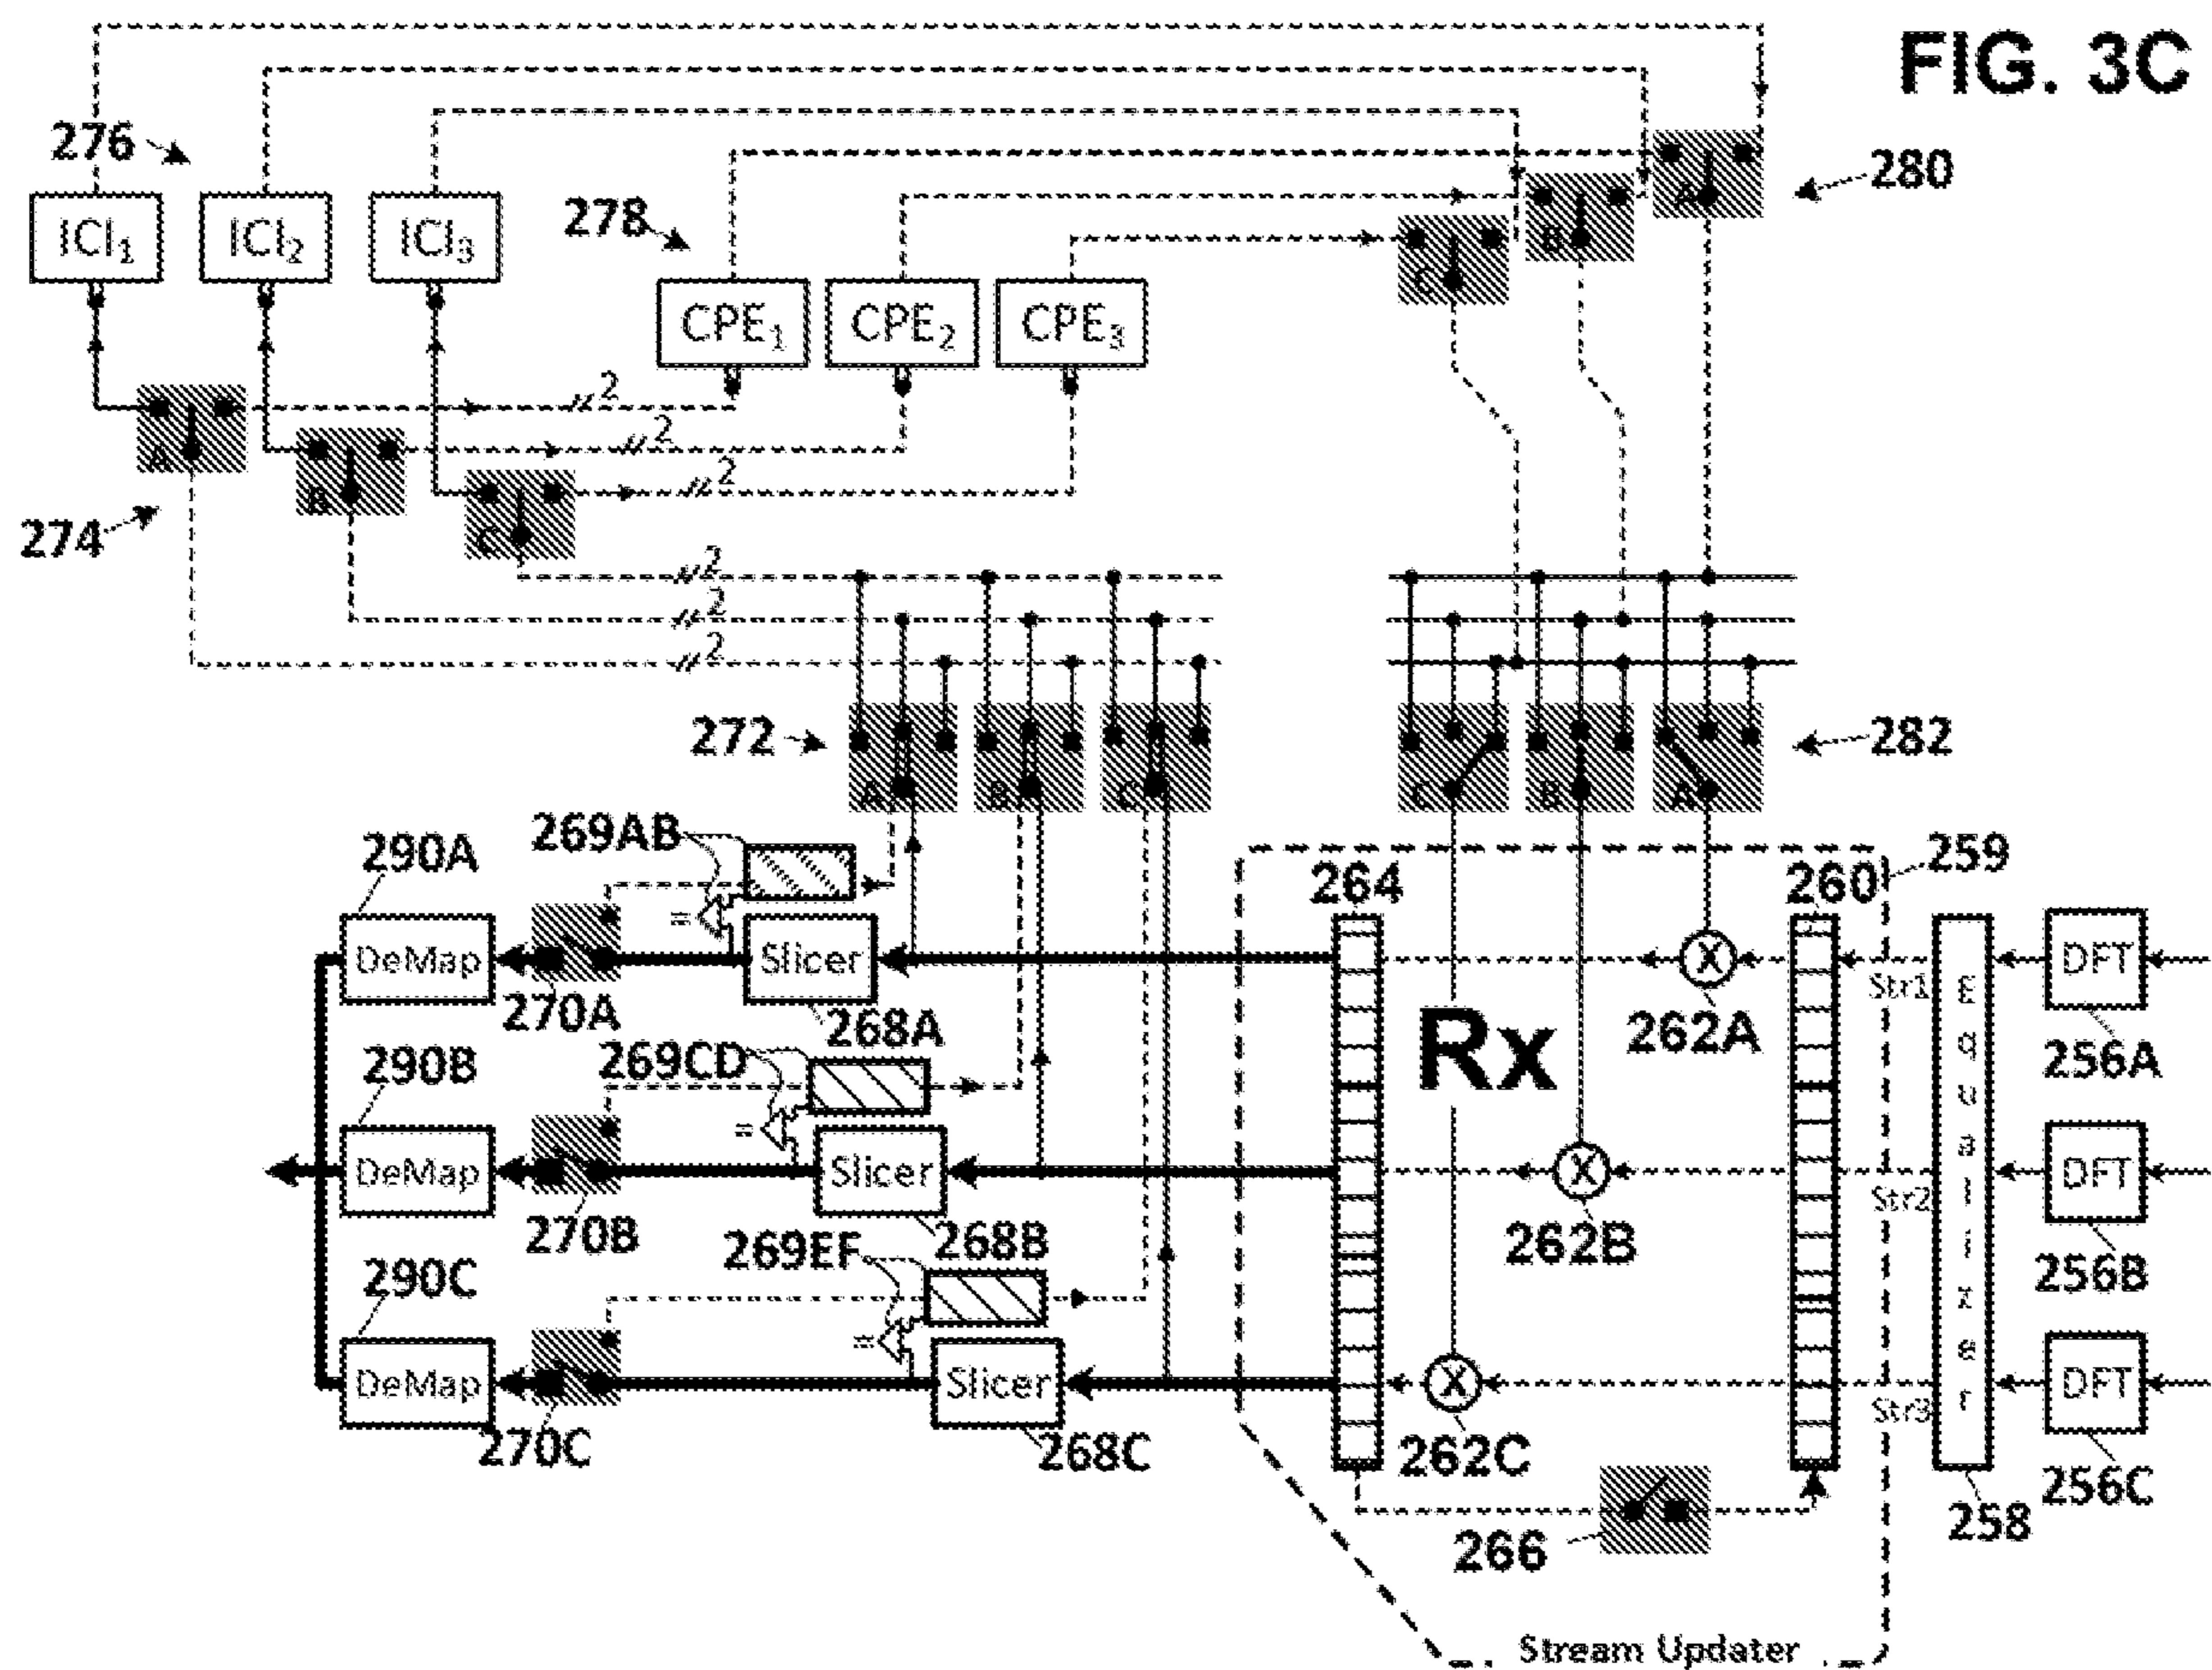 FIG. 3C
276
280
ICI1 ICI2 ICI3
278
A
B
C
CPE1 CPE2 CPE3
2
2
2
A
B
C
274
2
2
2
272
A B C
C B A
282
269AB
290A
264
260
259
DeMap
=
Slicer
X
Str1
DFT
270A
268A
Rx
262A
256A
269CD
290B
=
DeMap
Slicer
X
Str2
DFT
270B
268B
262B
256B
269EF
290C
=
DeMap
Slicer
X
Str3
DFT
270C
268C
262C
256C
Equalizer
258
266
Stream Updater